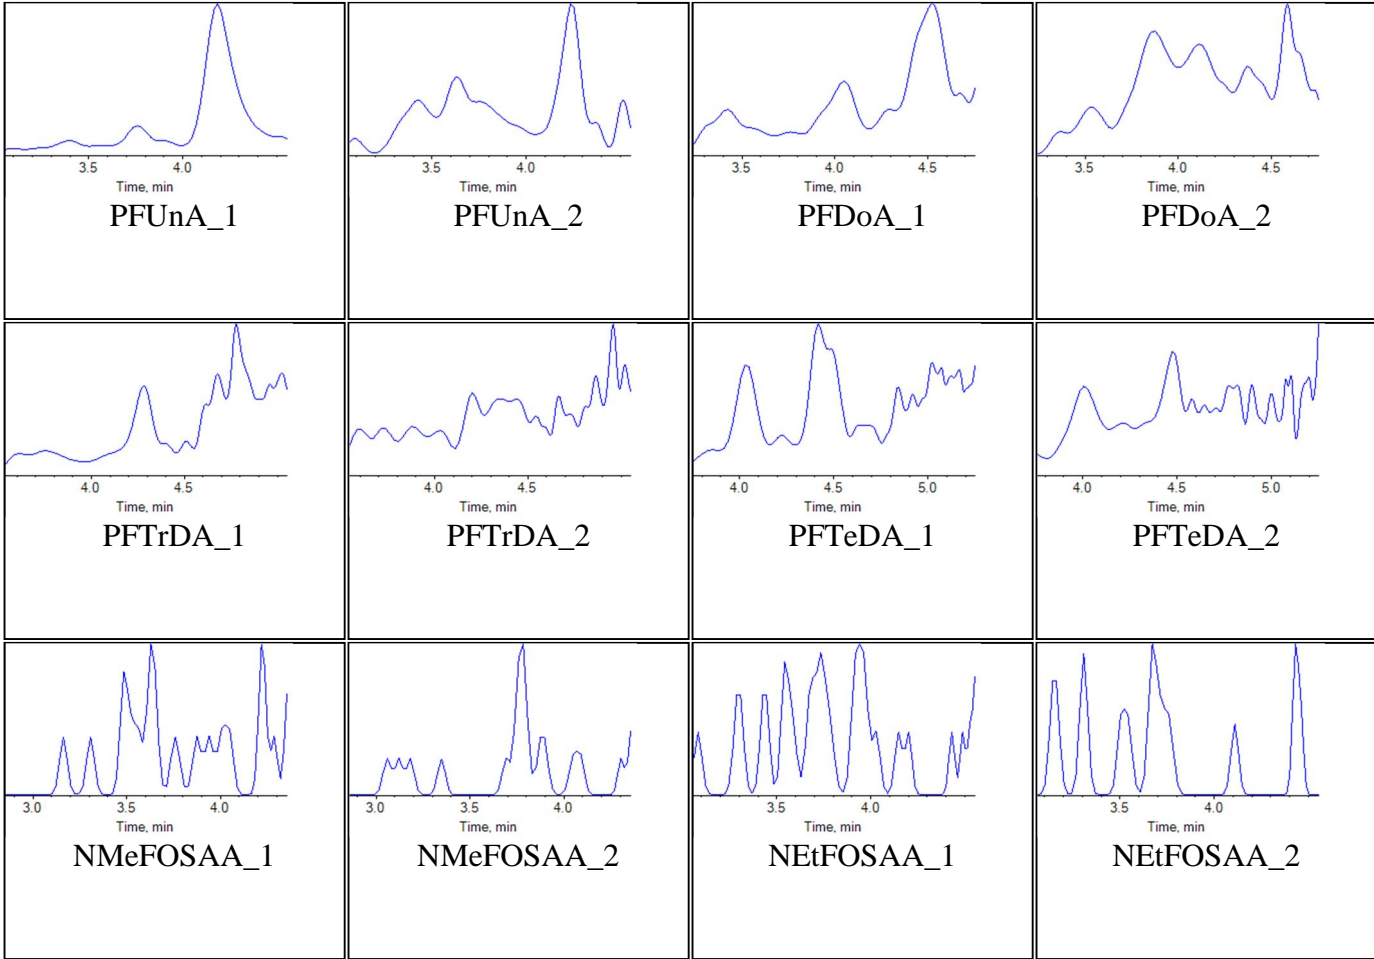 3.5 4.0
Time, min
PFUnA_1
3.5 4.0
Time, min
PFUnA_2
3.5 4.0 4.5
Time, min
PFDoA_1
3.5 4.0 4.5
Time, min
PFDoA_2
4.0 4.5
Time, min
PFTrDA_1
4.0 4.5
Time, min
PFTrDA_2
4.0 4.5 5.0
Time, min
PFTeDA_1
4.0 4.5 5.0
Time, min
PFTeDA_2
3.0 3.5 4.0
Time, min
NMeFOSAA_1
3.0 3.5 4.0
Time, min
NMeFOSAA_2
3.5 4.0
Time, min
NEtFOSAA_1
3.5 4.0
Time, min
NEtFOSAA_2